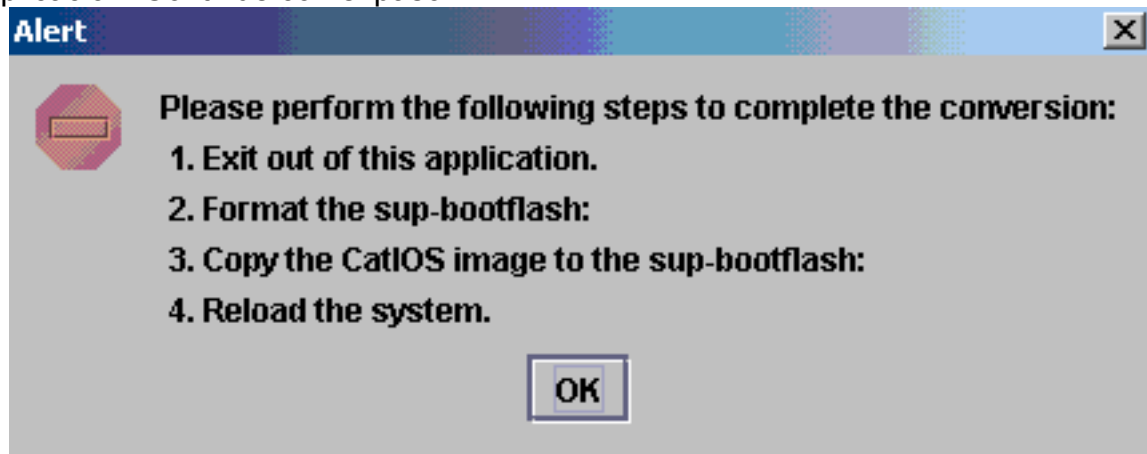 Alert
Please perform the following steps to complete the conversion:
1. Exit out of this application.
2. Format the sup-bootflash:
3. Copy the CatIOS image to the sup-bootflash:
4. Reload the system.
OK